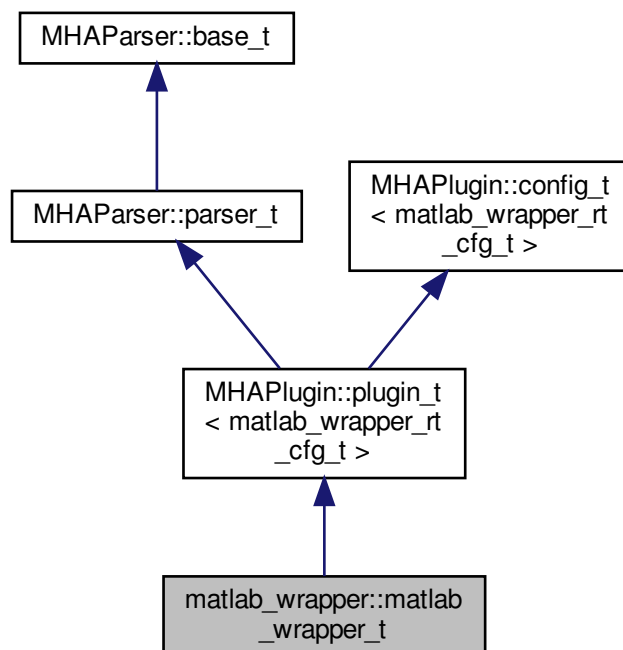 MHAParser::base_t
MHAParser::parser_t
MHAPlugin::config_t
< matlab_wrapper_rt
_cfg_t >
MHAPlugin::plugin_t
< matlab_wrapper_rt
_cfg_t >
matlab_wrapper::matlab
_wrapper_t